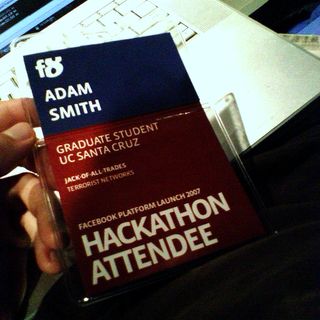 f8
ADAM
SMITH
GRADUATE STUDENT
UC SANTA CRUZ
JACK-OF-ALL-TRADES
TERRORIST NETWORKS
FACEBOOK PLATFORM LAUNCH 2007
HACKATHON
ATTENDEE